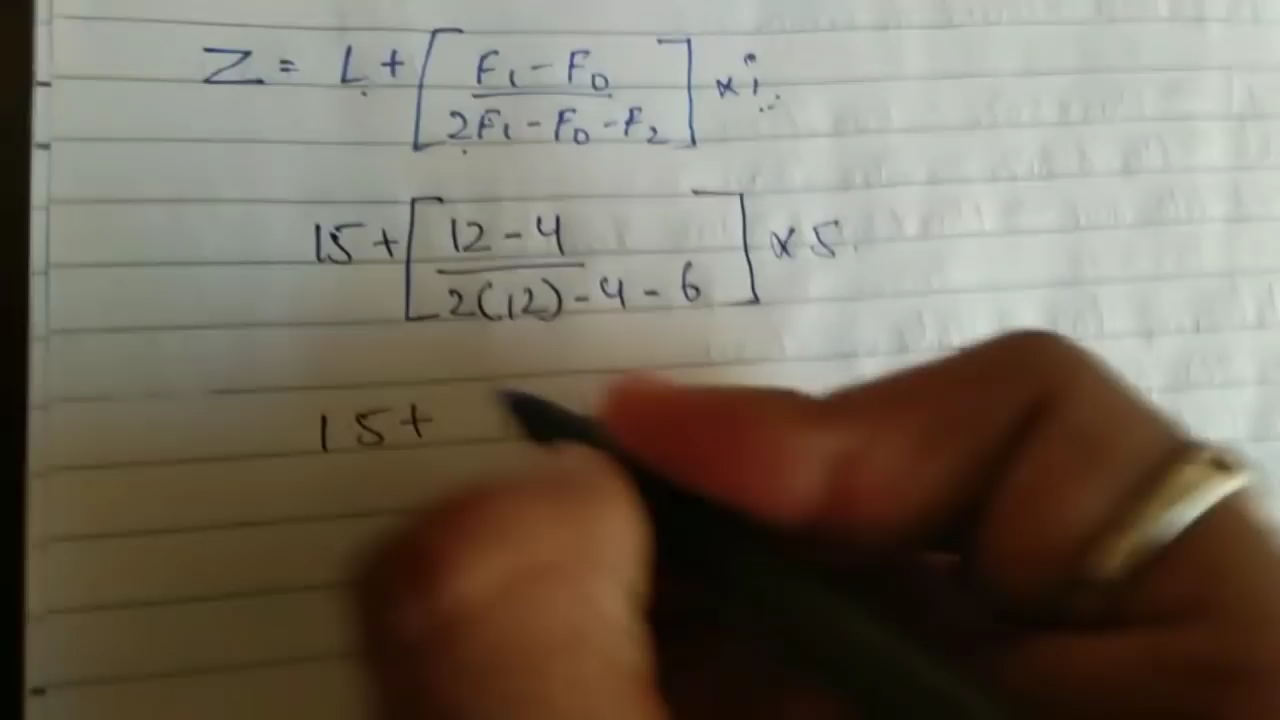 Z = L + [ F₁ - F₀ / 2F₁ - F₀ - F₂ ] × i
15 + [ 12 - 4 / 2(12) - 4 - 6 ] × 5
15 +